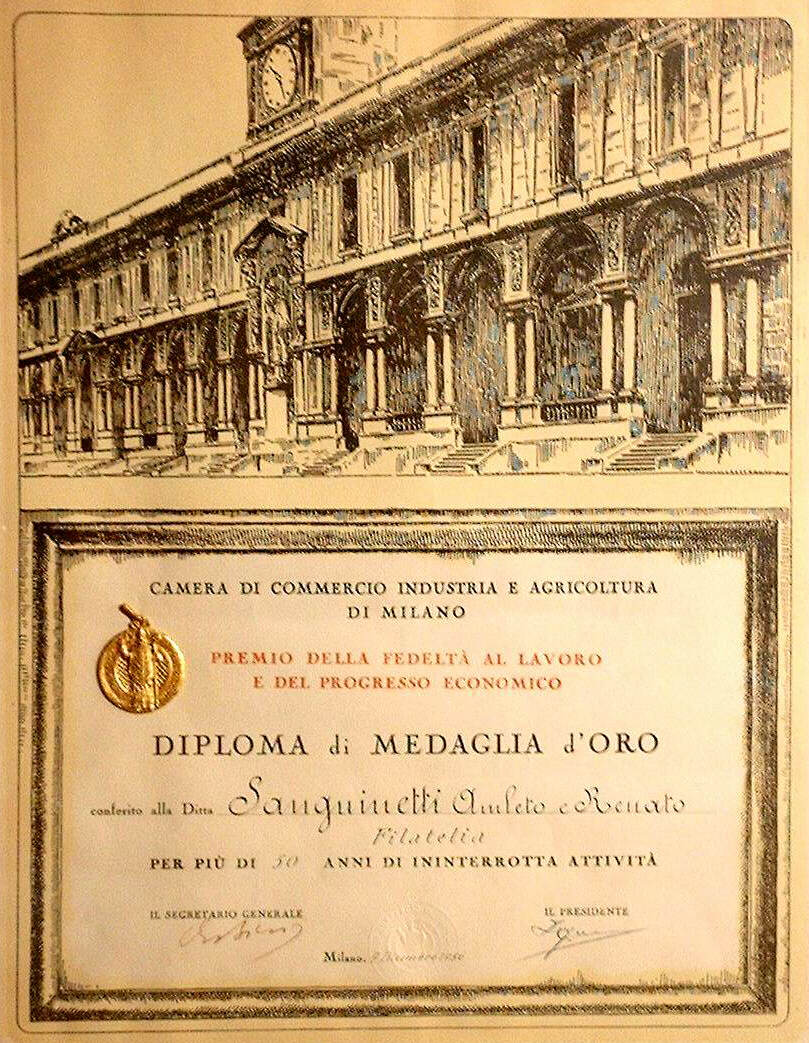 CAMERA DI COMMERCIO INDUSTRIA E AGRICOLTURA
DI MILANO
PREMIO DELLA FEDELTÀ AL LAVORO
E DEL PROGRESSO ECONOMICO
DIPLOMA di MEDAGLIA d'ORO
conferito alla Ditta Sanguinetti Amleto e Renato
Filatelia
PER PIÙ DI 50 ANNI DI ININTERROTTA ATTIVITÀ
IL SEGRETARIO GENERALE
IL PRESIDENTE
Milano,